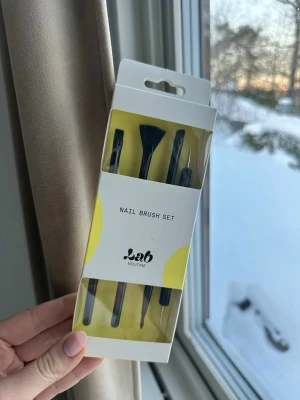 NAIL BRUSH SET
Lab
ROUTINE